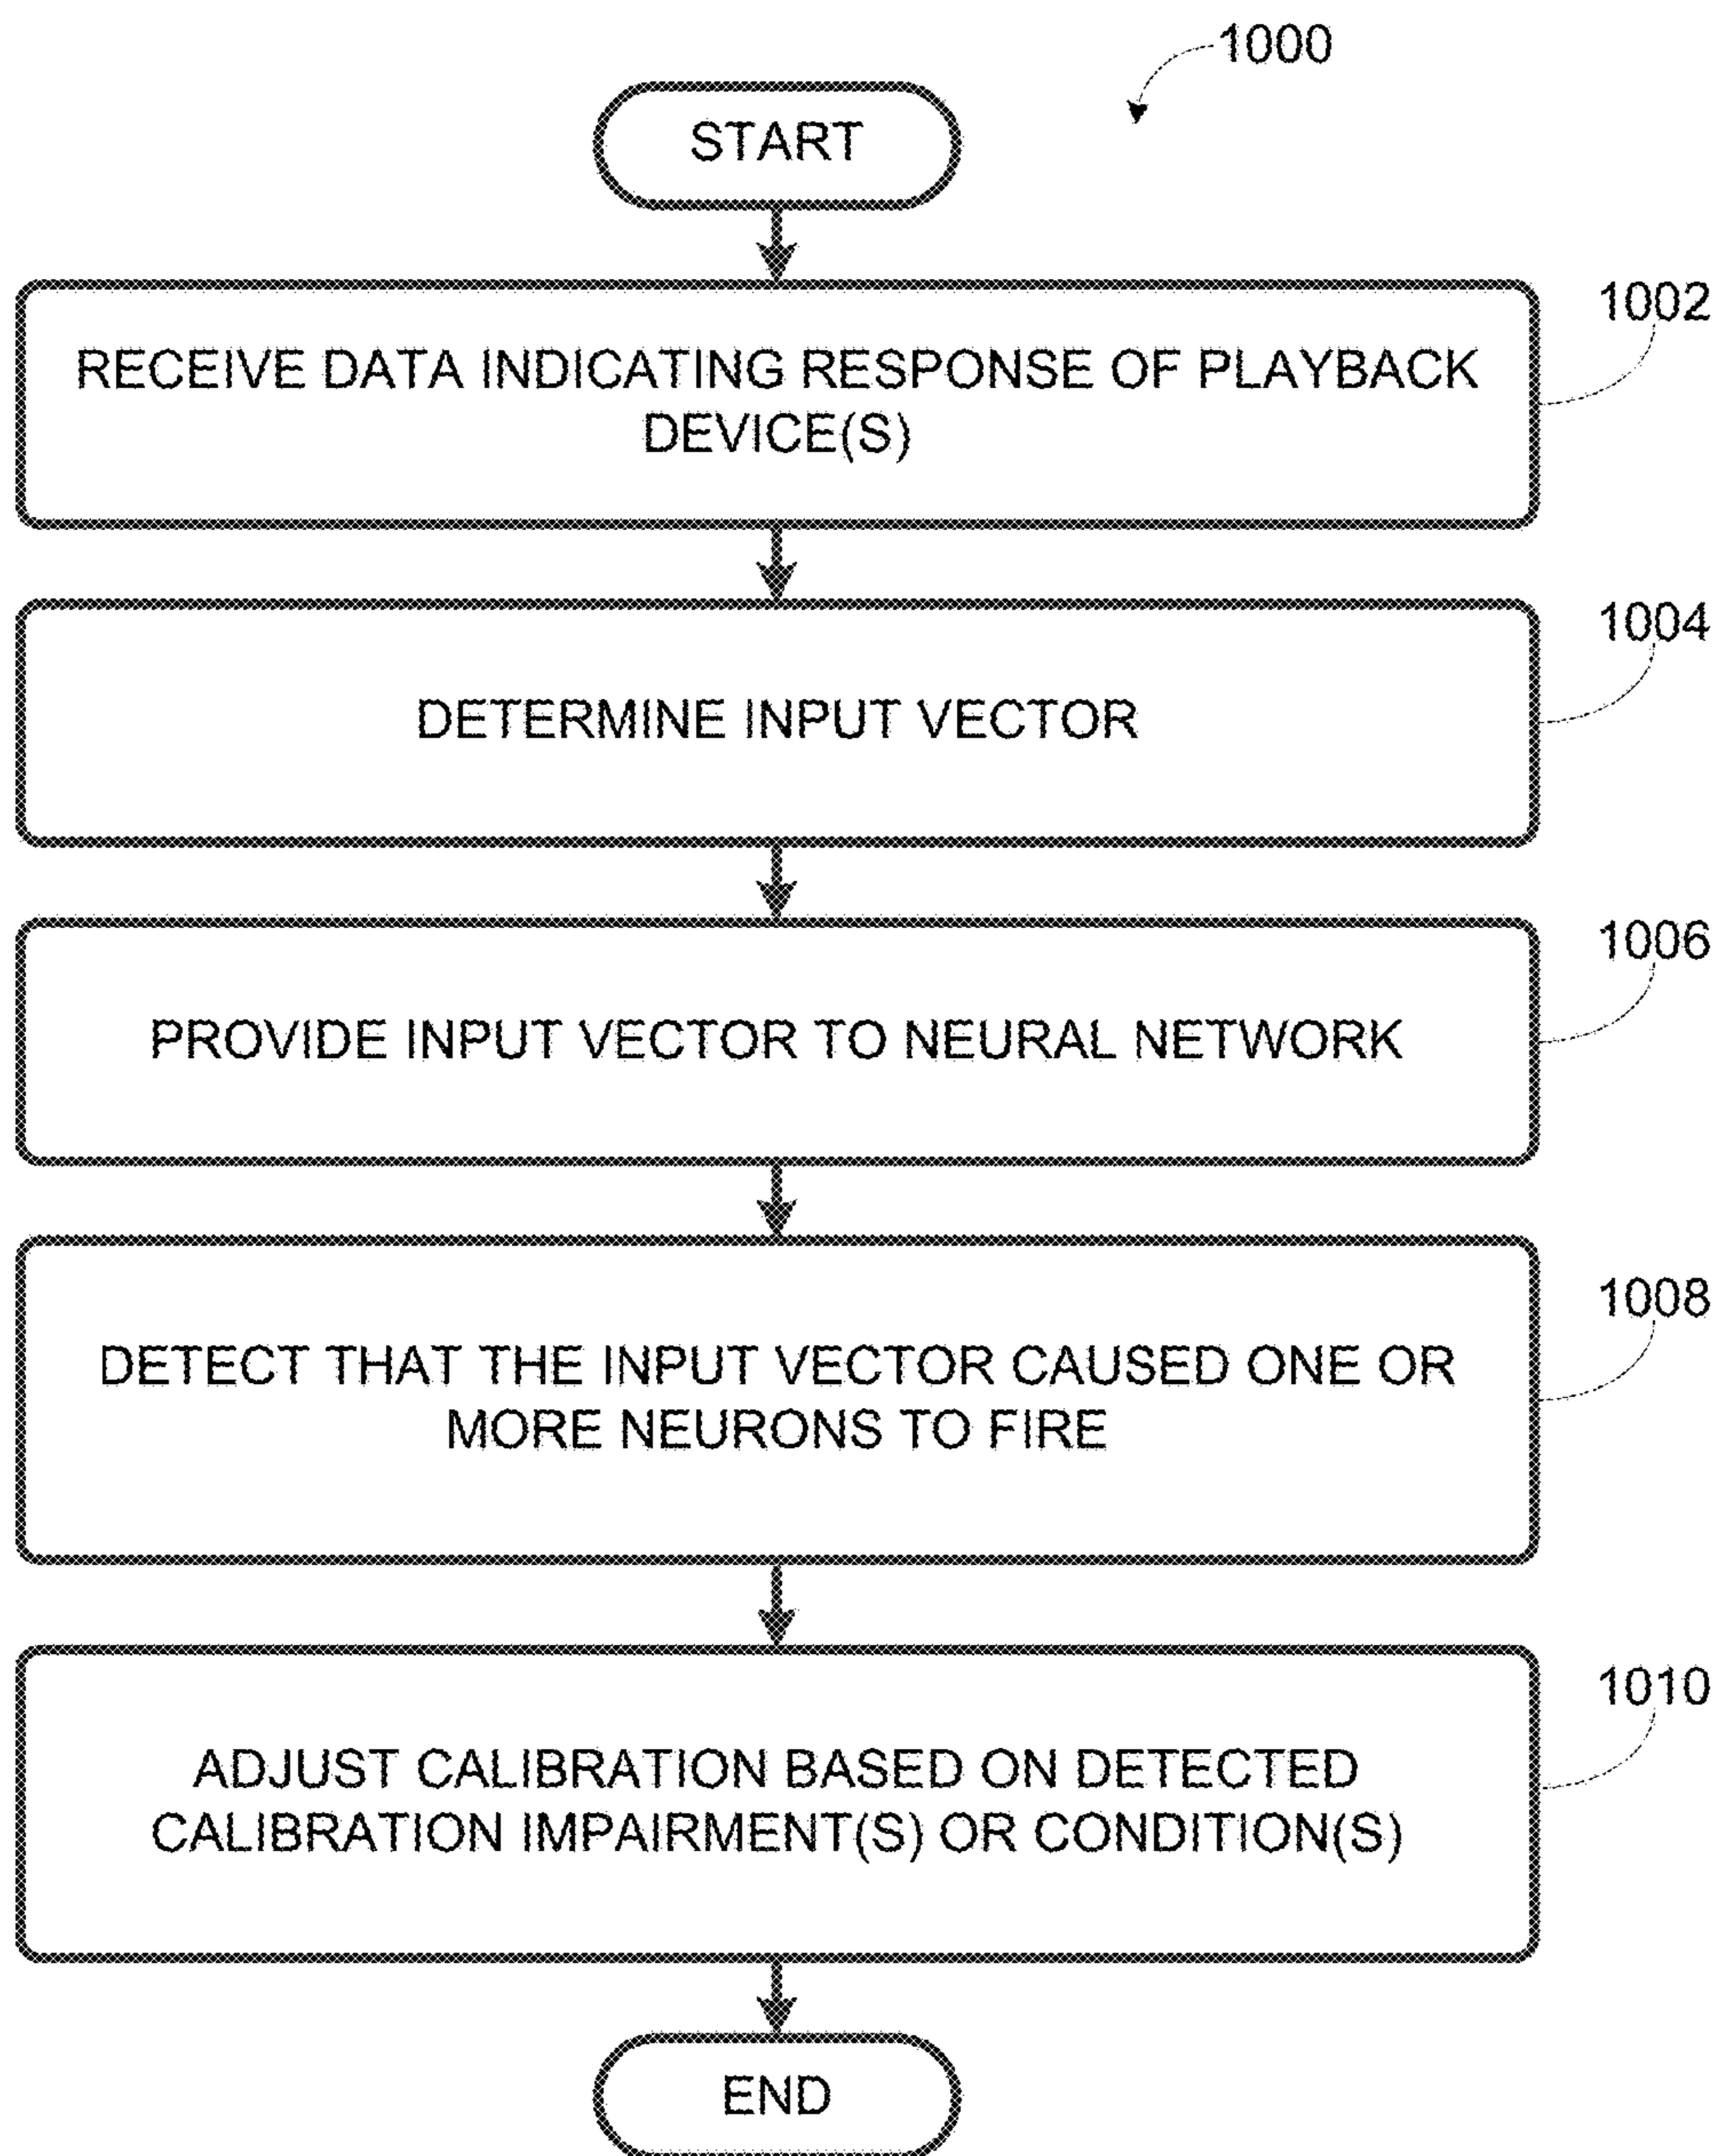 1000
START
RECEIVE DATA INDICATING RESPONSE OF PLAYBACK
DEVICE(S)
1002
DETERMINE INPUT VECTOR
1004
PROVIDE INPUT VECTOR TO NEURAL NETWORK
1006
DETECT THAT THE INPUT VECTOR CAUSED ONE OR
MORE NEURONS TO FIRE
1008
ADJUST CALIBRATION BASED ON DETECTED
CALIBRATION IMPAIRMENT(S) OR CONDITION(S)
1010
END